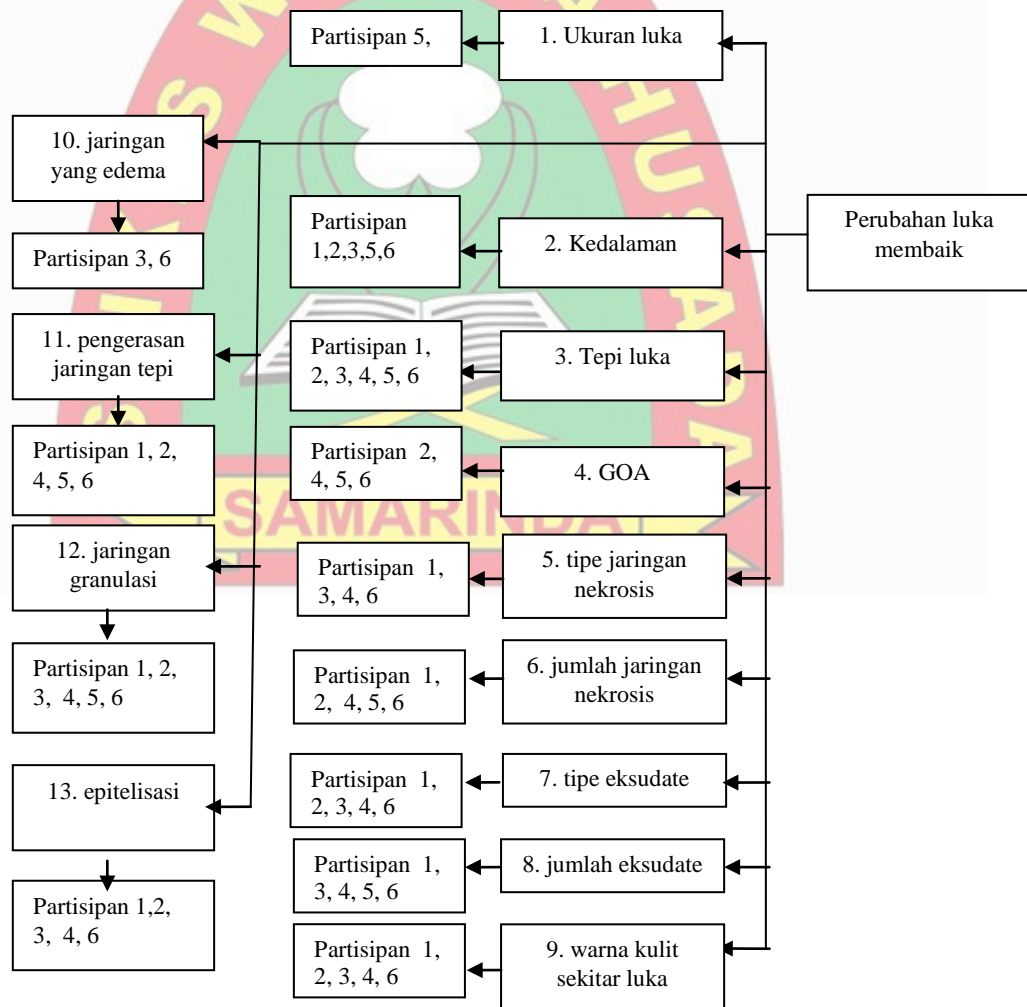 Perubahan luka
membaik
1. Ukuran luka
Partisipan 5,
2. Kedalaman
Partisipan
1,2,3,5,6
3. Tepi luka
Partisipan 1,
2, 3, 4, 5, 6
4. GOA
Partisipan 2,
4, 5, 6
5. tipe jaringan
nekrosis
Partisipan 1,
3, 4, 6
6. jumlah jaringan
nekrosis
Partisipan 1,
2, 4, 5, 6
7. tipe eksudate
Partisipan 1,
2, 3, 4, 6
8. jumlah eksudate
Partisipan 1,
3, 4, 5, 6
9. warna kulit
sekitar luka
Partisipan 1,
2, 3, 4, 6
10. jaringan
yang edema
Partisipan 3, 6
11. pengerasan
jaringan tepi
Partisipan 1, 2,
4, 5, 6
12. jaringan
granulasi
Partisipan 1, 2,
3, 4, 5, 6
13. epitelisasi
Partisipan 1,2,
3, 4, 6
SAMARINDA